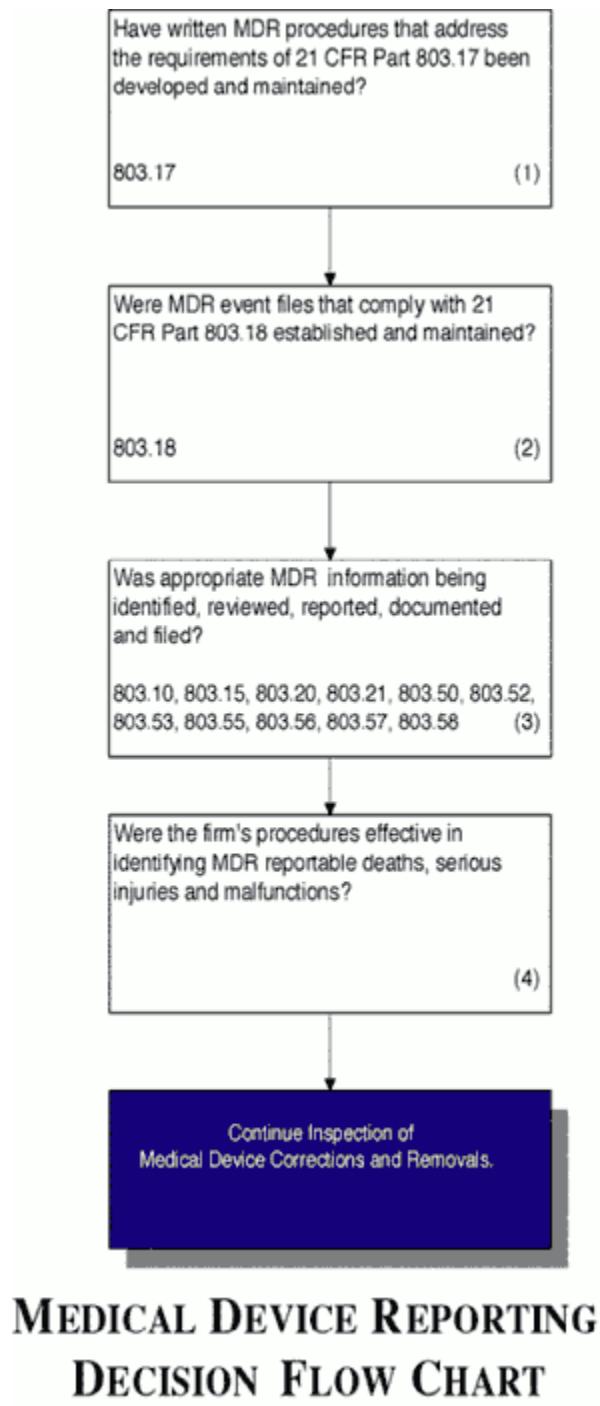 Have written MDR procedures that address
the requirements of 21 CFR Part 803.17 been
developed and maintained?
803.17 (1)
Were MDR event files that comply with 21
CFR Part 803.18 established and maintained?
803.18 (2)
Was appropriate MDR information being
identified, reviewed, reported, documented
and filed?
803.10, 803.15, 803.20, 803.21, 803.50, 803.52,
803.53, 803.55, 803.56, 803.57, 803.58 (3)
Were the firm's procedures effective in
identifying MDR reportable deaths, serious
injuries and malfunctions?
(4)
Continue Inspection of
Medical Device Corrections and Removals.
MEDICAL DEVICE REPORTING
DECISION FLOW CHART